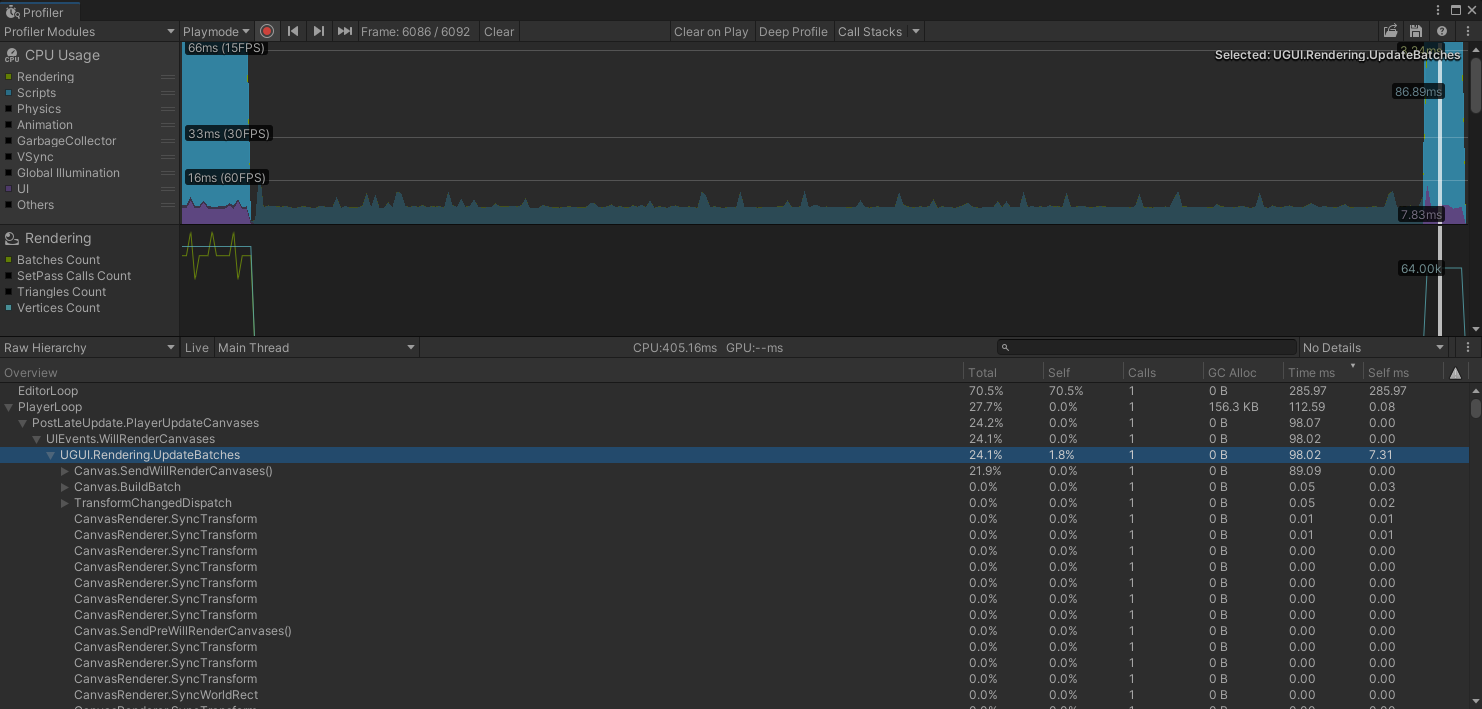 Profiler
Profiler Modules Playmode Frame: 6086 / 6092 Clear Clear on Play Deep Profile Call Stacks
CPU Usage
Rendering
Scripts
Physics
Animation
GarbageCollector
VSync
Global Illumination
UI
Others
66ms (15FPS)
33ms (30FPS)
16ms (60FPS)
Selected: UGUI.Rendering.UpdateBatches
86.89ms
7.83ms
Rendering
Batches Count
SetPass Calls Count
Triangles Count
Vertices Count
64.00k
Raw Hierarchy Live Main Thread CPU:405.16ms GPU:--ms No Details
Overview Total Self Calls GC Alloc Time ms Self ms
EditorLoop 70.5% 70.5% 1 0 B 285.97 285.97
PlayerLoop 27.7% 0.0% 1 156.3 KB 112.59 0.08
PostLateUpdate.PlayerUpdateCanvases 24.2% 0.0% 1 0 B 98.07 0.00
UIEvents.WillRenderCanvases 24.1% 0.0% 1 0 B 98.02 0.00
UGUI.Rendering.UpdateBatches 24.1% 1.8% 1 0 B 98.02 7.31
Canvas.SendWillRenderCanvases() 21.9% 0.0% 1 0 B 89.09 0.00
Canvas.BuildBatch 0.0% 0.0% 1 0 B 0.05 0.03
TransformChangedDispatch 0.0% 0.0% 1 0 B 0.05 0.02
CanvasRenderer.SyncTransform 0.0% 0.0% 1 0 B 0.01 0.01
CanvasRenderer.SyncTransform 0.0% 0.0% 1 0 B 0.01 0.01
CanvasRenderer.SyncTransform 0.0% 0.0% 1 0 B 0.00 0.00
CanvasRenderer.SyncTransform 0.0% 0.0% 1 0 B 0.00 0.00
CanvasRenderer.SyncTransform 0.0% 0.0% 1 0 B 0.00 0.00
CanvasRenderer.SyncTransform 0.0% 0.0% 1 0 B 0.00 0.00
CanvasRenderer.SyncTransform 0.0% 0.0% 1 0 B 0.00 0.00
Canvas.SendPreWillRenderCanvases() 0.0% 0.0% 1 0 B 0.00 0.00
CanvasRenderer.SyncTransform 0.0% 0.0% 1 0 B 0.00 0.00
CanvasRenderer.SyncTransform 0.0% 0.0% 1 0 B 0.00 0.00
CanvasRenderer.SyncTransform 0.0% 0.0% 1 0 B 0.00 0.00
CanvasRenderer.SyncWorldRect 0.0% 0.0% 1 0 B 0.00 0.00